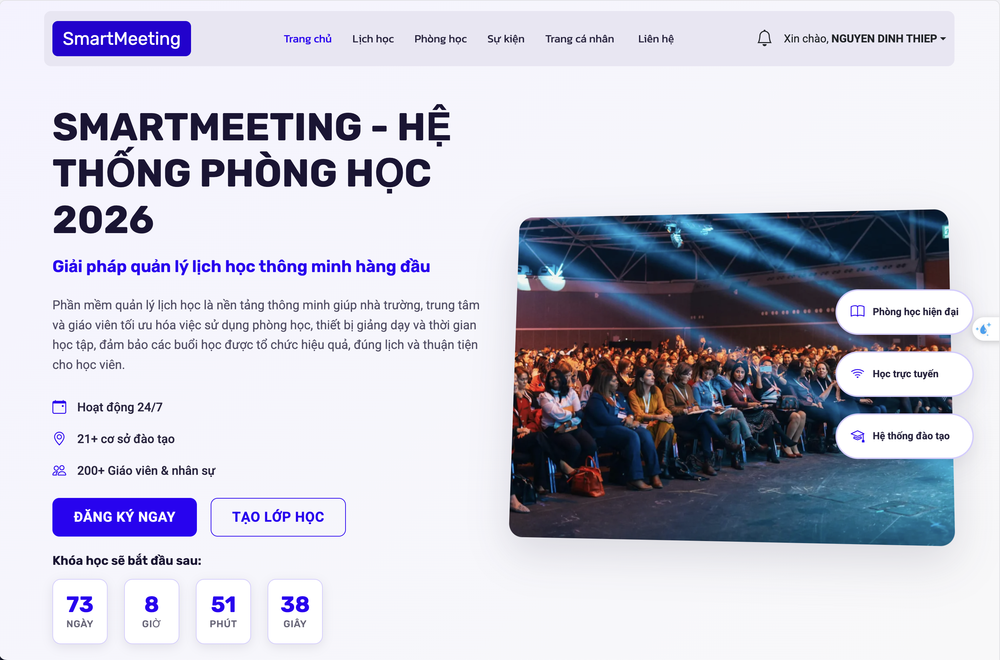 SmartMeeting
Trang chủ
Lịch học
Phòng học
Sự kiện
Trang cá nhân
Liên hệ
Xin chào, NGUYEN DINH THIEP
SMARTMEETING - HỆ
THỐNG PHÒNG HỌC
2026
Giải pháp quản lý lịch học thông minh hàng đầu
Phần mềm quản lý lịch học là nền tảng thông minh giúp nhà trường, trung tâm
và giáo viên tối ưu hóa việc sử dụng phòng học, thiết bị giảng dạy và thời gian
học tập, đảm bảo các buổi học được tổ chức hiệu quả, đúng lịch và thuận tiện
cho học viên.
Hoạt động 24/7
21+ cơ sở đào tạo
200+ Giáo viên & nhân sự
ĐĂNG KÝ NGAY
TẠO LỚP HỌC
Khóa học sẽ bắt đầu sau:
73
NGÀY
8
GIỜ
51
PHÚT
38
GIÂY
Phòng học hiện đại
Học trực tuyến
Hệ thống đào tạo